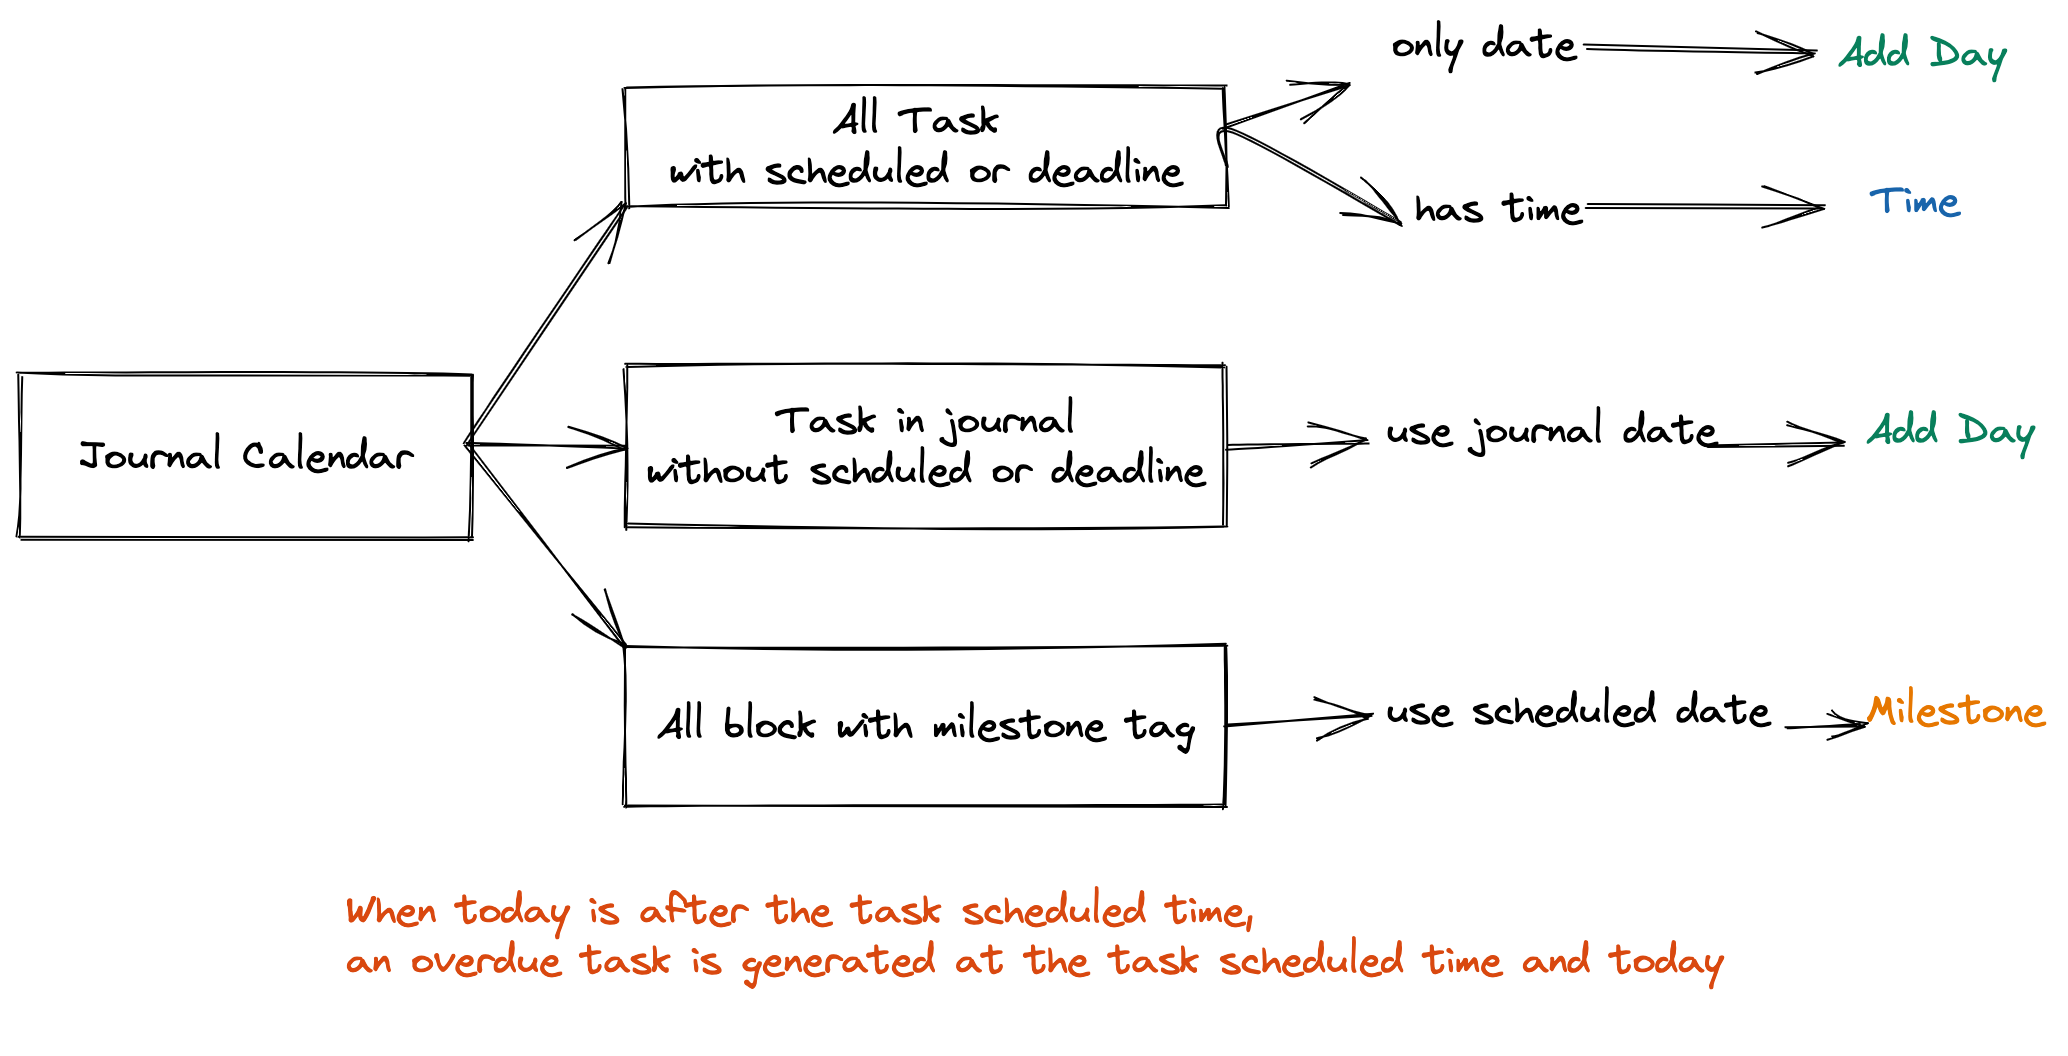 only date
Add Day
All Task
with scheduled or deadline
has time
Time
Journal Calendar
Task in journal
without schduled or deadline
use journal date
Add Day
All block with milestone tag
use scheduled date
Milestone
When today is after the task scheduled time,
an overdue task is generated at the task scheduled time and today